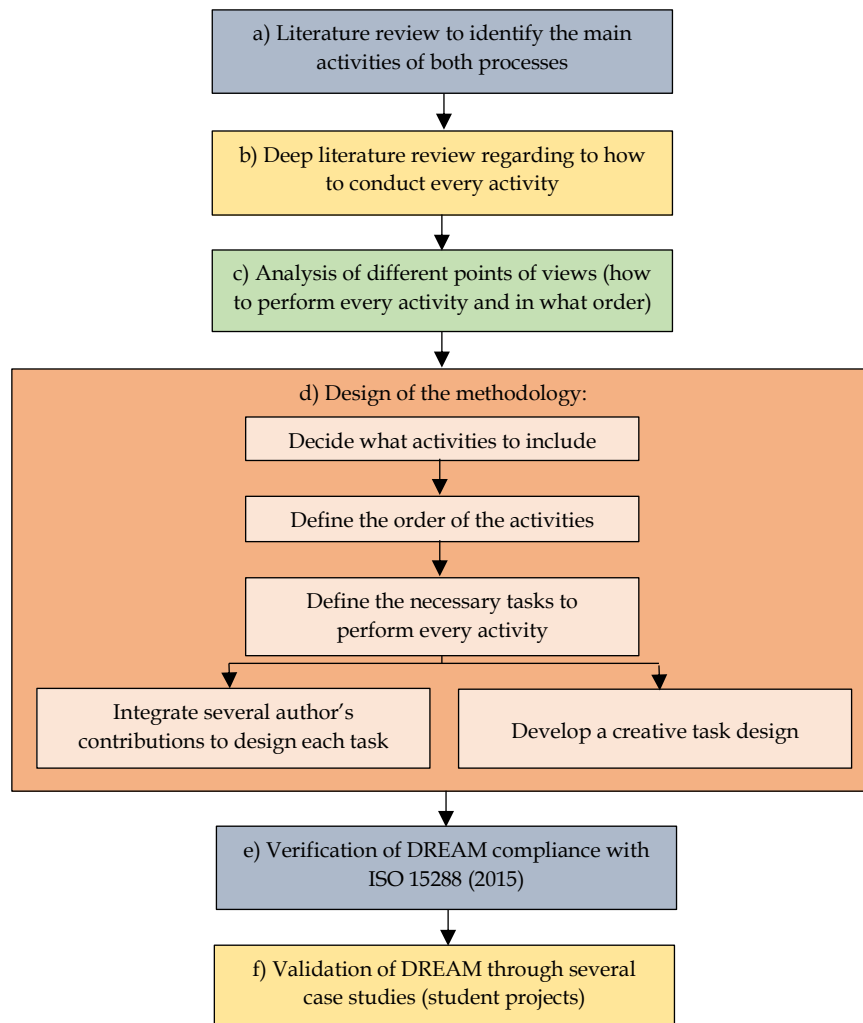 a) Literature review to identify the main
activities of both processes
b) Deep literature review regarding to how
to conduct every activity
c) Analysis of different points of views (how
to perform every activity and in what order)
d) Design of the methodology:
Decide what activities to include
Define the order of the activities
Define the necessary tasks to
perform every activity
Integrate several author’s
contributions to design each task
Develop a creative task design
e) Verification of DREAM compliance with
ISO 15288 (2015)
f) Validation of DREAM through several
case studies (student projects)